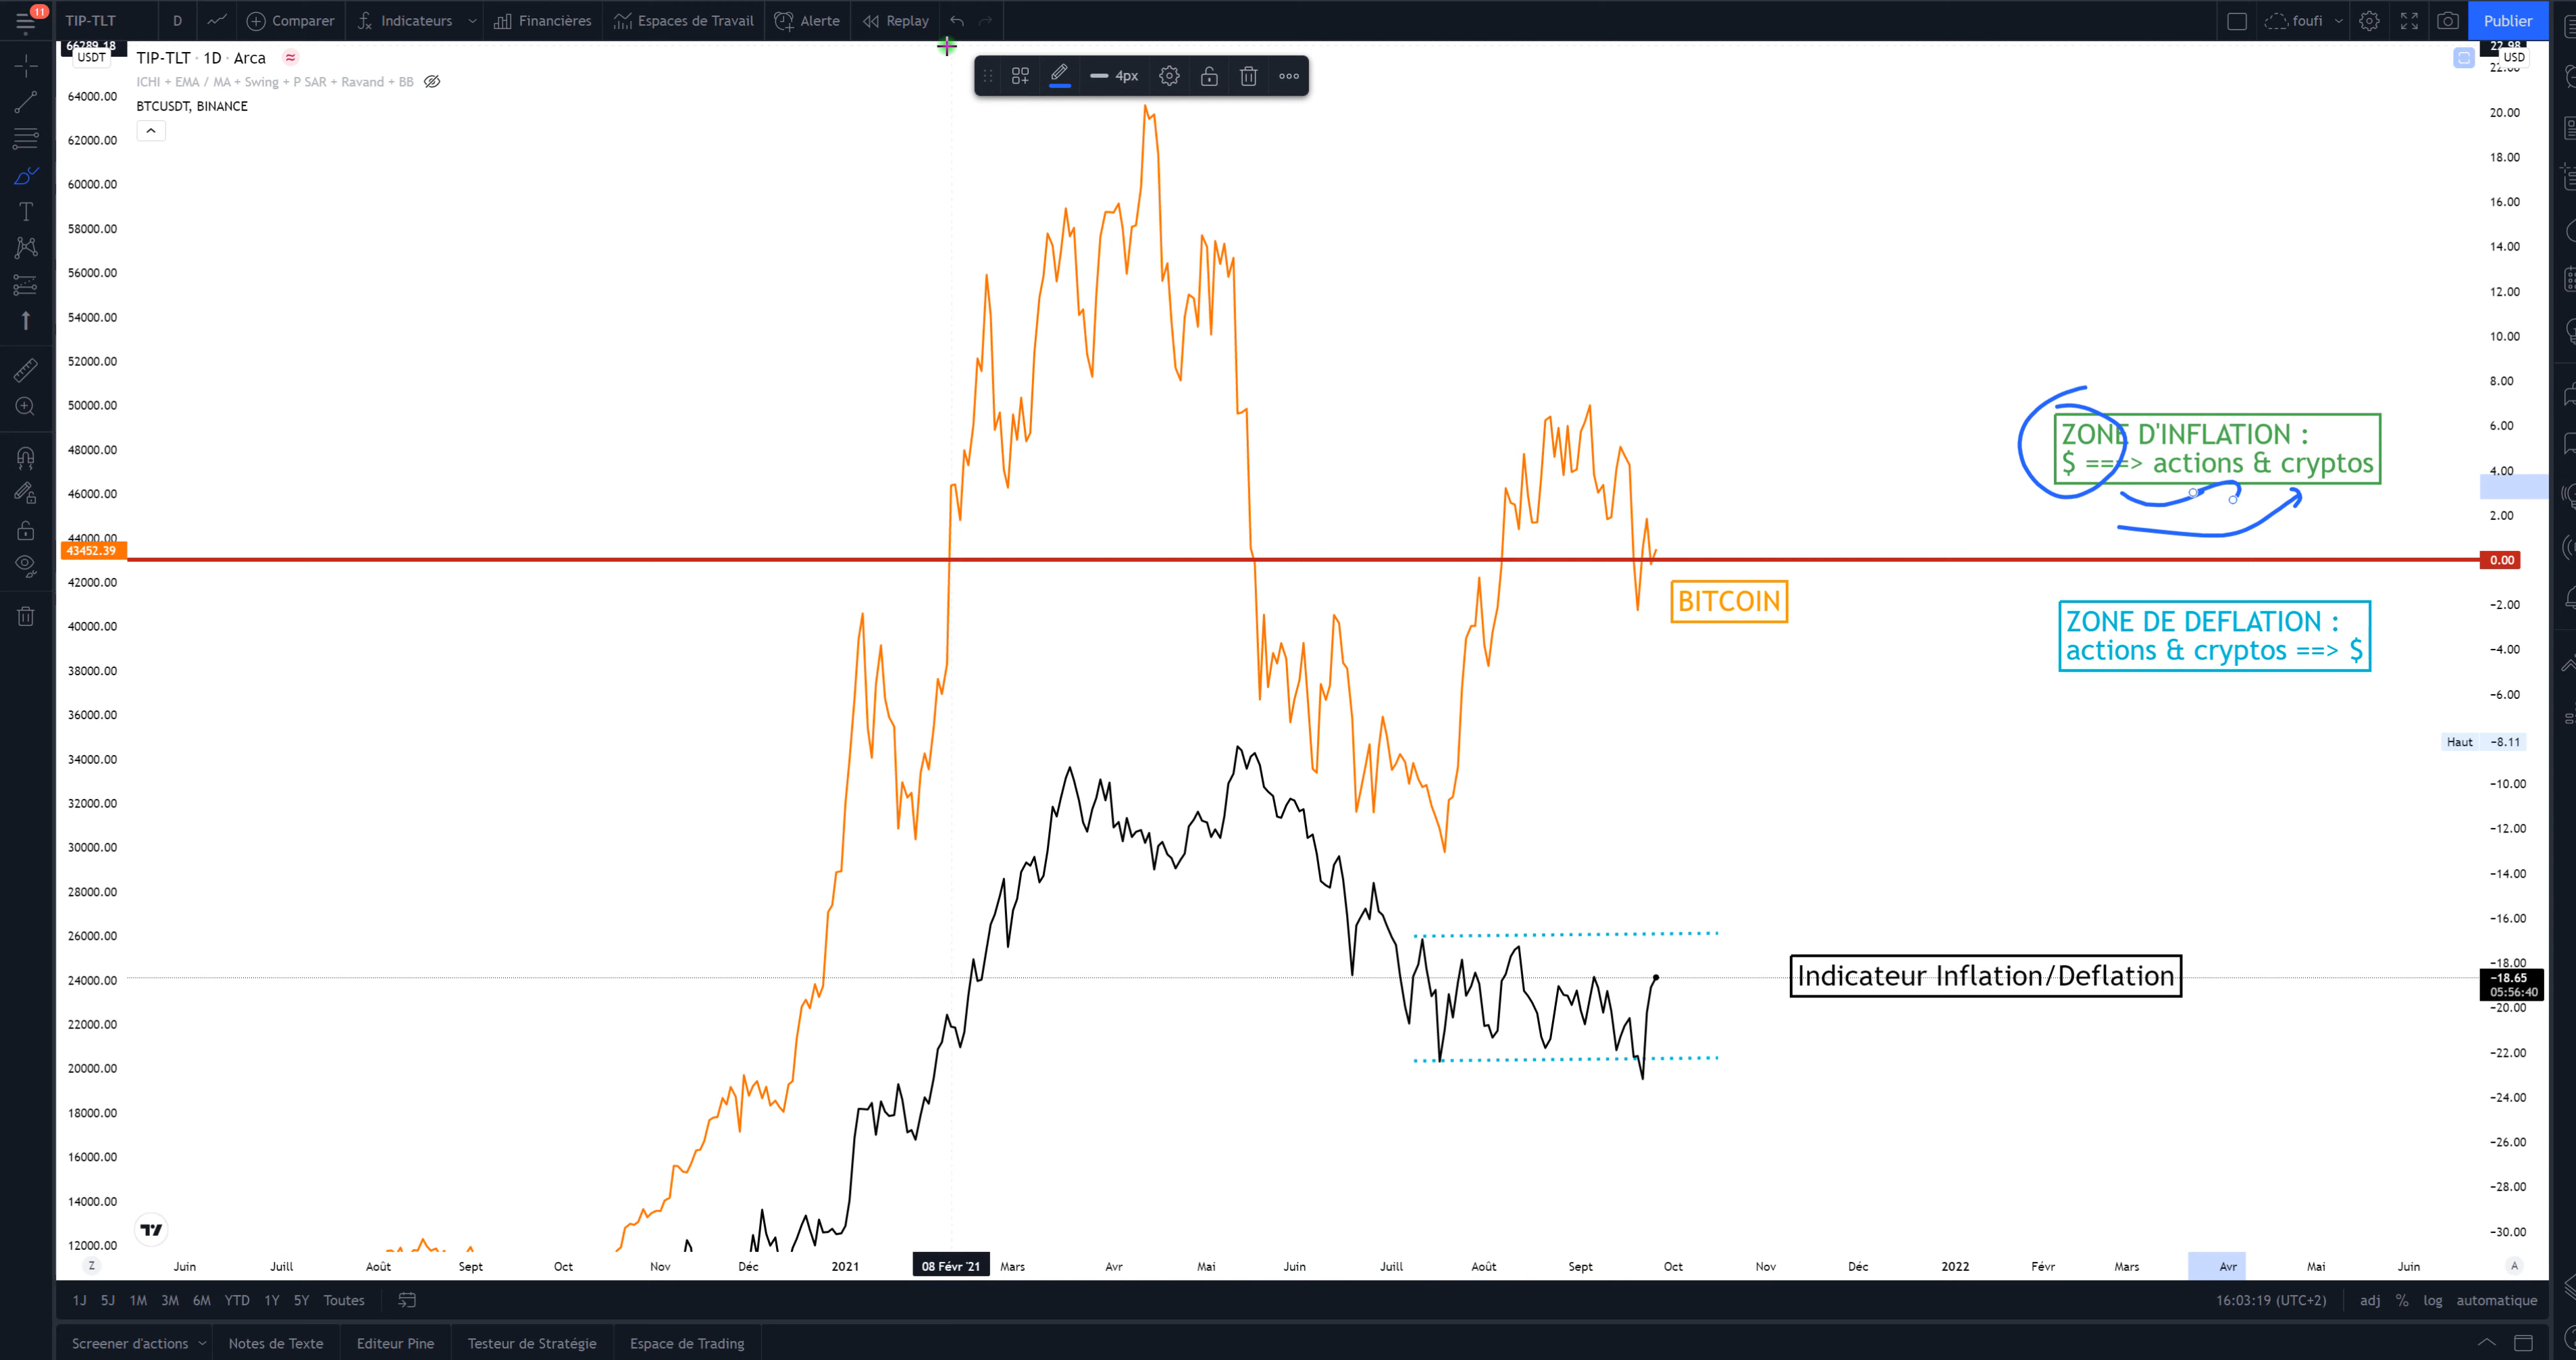 11
TIP-TLT
D
Comparer
Indicateurs
Financières
Espaces de Travail
Alerte
Replay
foufi
Publier
66289.18
USDT
TIP-TLT · 1D · Arca
ICHI + EMA / MA + Swing + P SAR + Ravand + BB
BTCUSDT, BINANCE
4px
22.98
USD
64000.00
62000.00
60000.00
58000.00
56000.00
54000.00
52000.00
50000.00
48000.00
46000.00
44000.00
43452.39
42000.00
40000.00
38000.00
36000.00
34000.00
32000.00
30000.00
28000.00
26000.00
24000.00
22000.00
20000.00
18000.00
16000.00
14000.00
12000.00
20.00
18.00
16.00
14.00
12.00
10.00
8.00
6.00
4.00
2.00
0.00
−2.00
−4.00
−6.00
Haut −8.11
−10.00
−12.00
−14.00
−16.00
−18.00
−18.65
05:56:40
−20.00
−22.00
−24.00
−26.00
−28.00
−30.00
ZONE D'INFLATION :
$ ===> actions & cryptos
BITCOIN
ZONE DE DEFLATION :
actions & cryptos ==> $
Indicateur Inflation/Deflation
Z
Juin
Juill
Août
Sept
Oct
Nov
Déc
2021
08 Févr '21
Mars
Avr
Mai
Juin
Juill
Août
Sept
Oct
Nov
Déc
2022
Févr
Mars
Avr
Mai
Juin
A
1J
5J
1M
3M
6M
YTD
1Y
5Y
Toutes
16:03:19 (UTC+2)
adj
%
log
automatique
Screener d'actions
Notes de Texte
Editeur Pine
Testeur de Stratégie
Espace de Trading